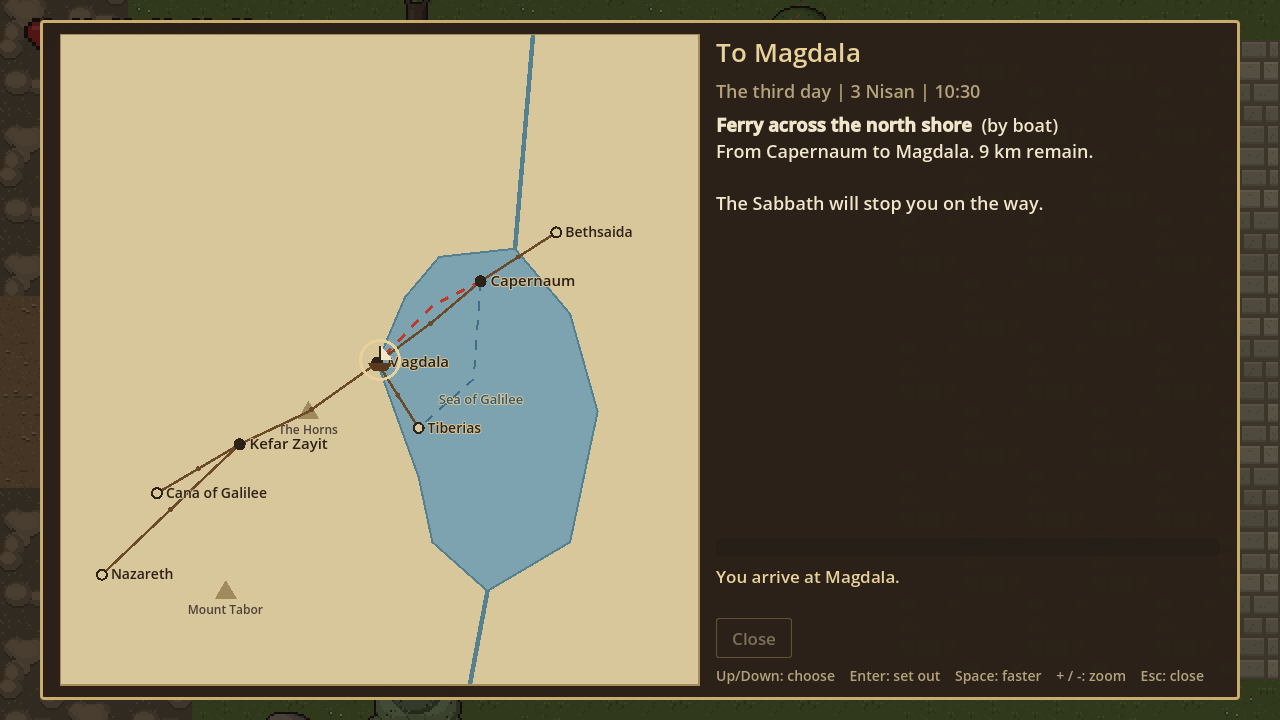 To Magdala
The third day | 3 Nisan | 10:30
Ferry across the north shore (by boat)
From Capernaum to Magdala. 9 km remain.
The Sabbath will stop you on the way.
Bethsaida
Capernaum
Magdala
Sea of Galilee
The Horns
Tiberias
Kefar Zayit
Cana of Galilee
Nazareth
Mount Tabor
You arrive at Magdala.
Close
Up/Down: choose Enter: set out Space: faster + / -: zoom Esc: close